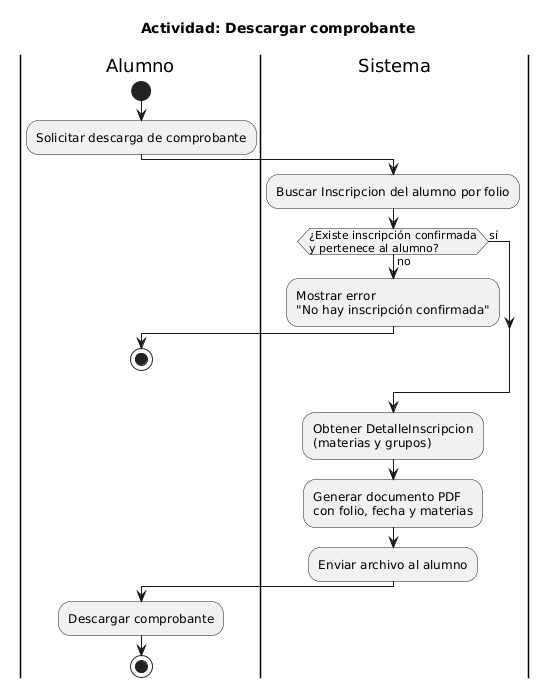 Actividad: Descargar comprobante
Alumno
Sistema
Solicitar descarga de comprobante
Buscar Inscripcion del alumno por folio
¿Existe inscripción confirmada
y pertenece al alumno?
sí
no
Mostrar error
"No hay inscripción confirmada"
Obtener DetalleInscripcion
(materias y grupos)
Generar documento PDF
con folio, fecha y materias
Enviar archivo al alumno
Descargar comprobante